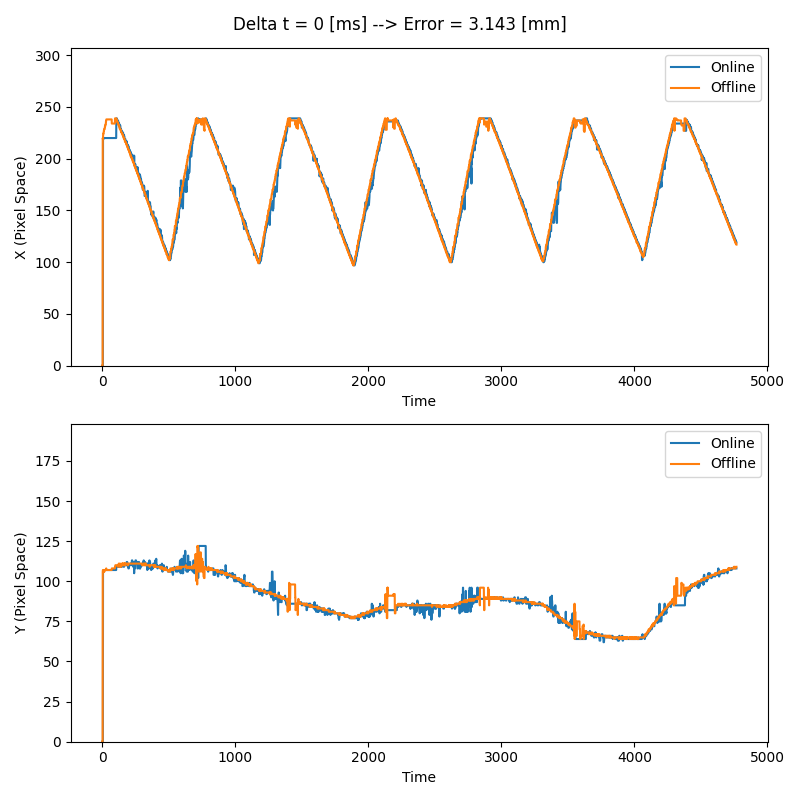 Delta t = 0 [ms] --> Error = 3.143 [mm]
300
250
200
150
100
50
0
X (Pixel Space)
Online
Offline
0 1000 2000 3000 4000 5000
Time
175
150
125
100
75
50
25
0
Y (Pixel Space)
Online
Offline
0 1000 2000 3000 4000 5000
Time